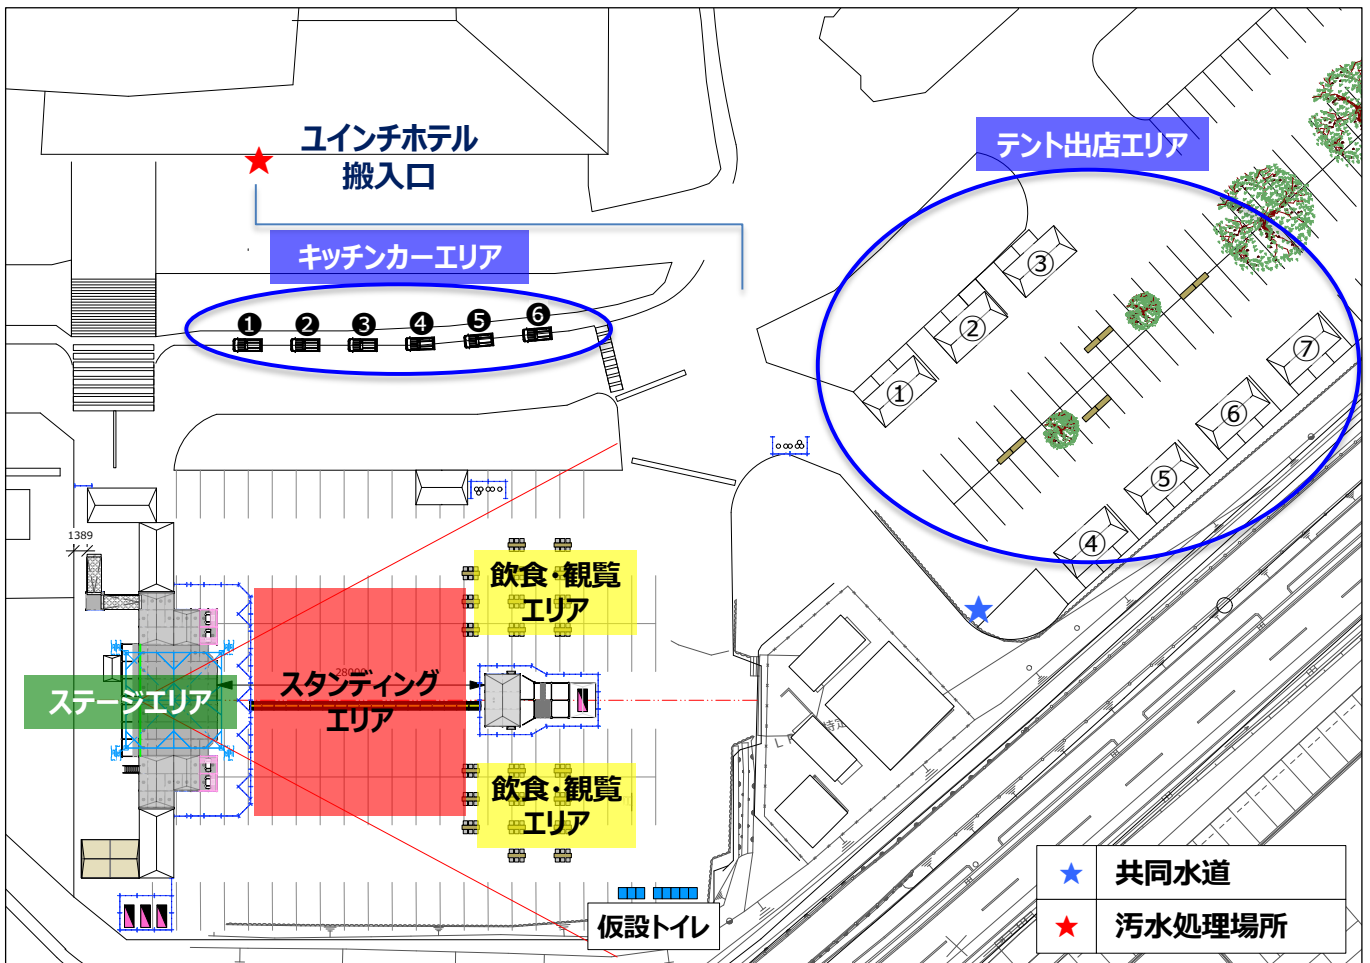 ユインチホテル
搬入口
テント出店エリア
キッチンカーエリア
❶
❷
❸
❹
❺
❻
①
②
③
④
⑤
⑥
⑦
1389
飲食・観覧
エリア
28000
スタンディング
エリア
ステージエリア
特定
飲食・観覧
エリア
仮設トイレ
共同水道
汚水処理場所